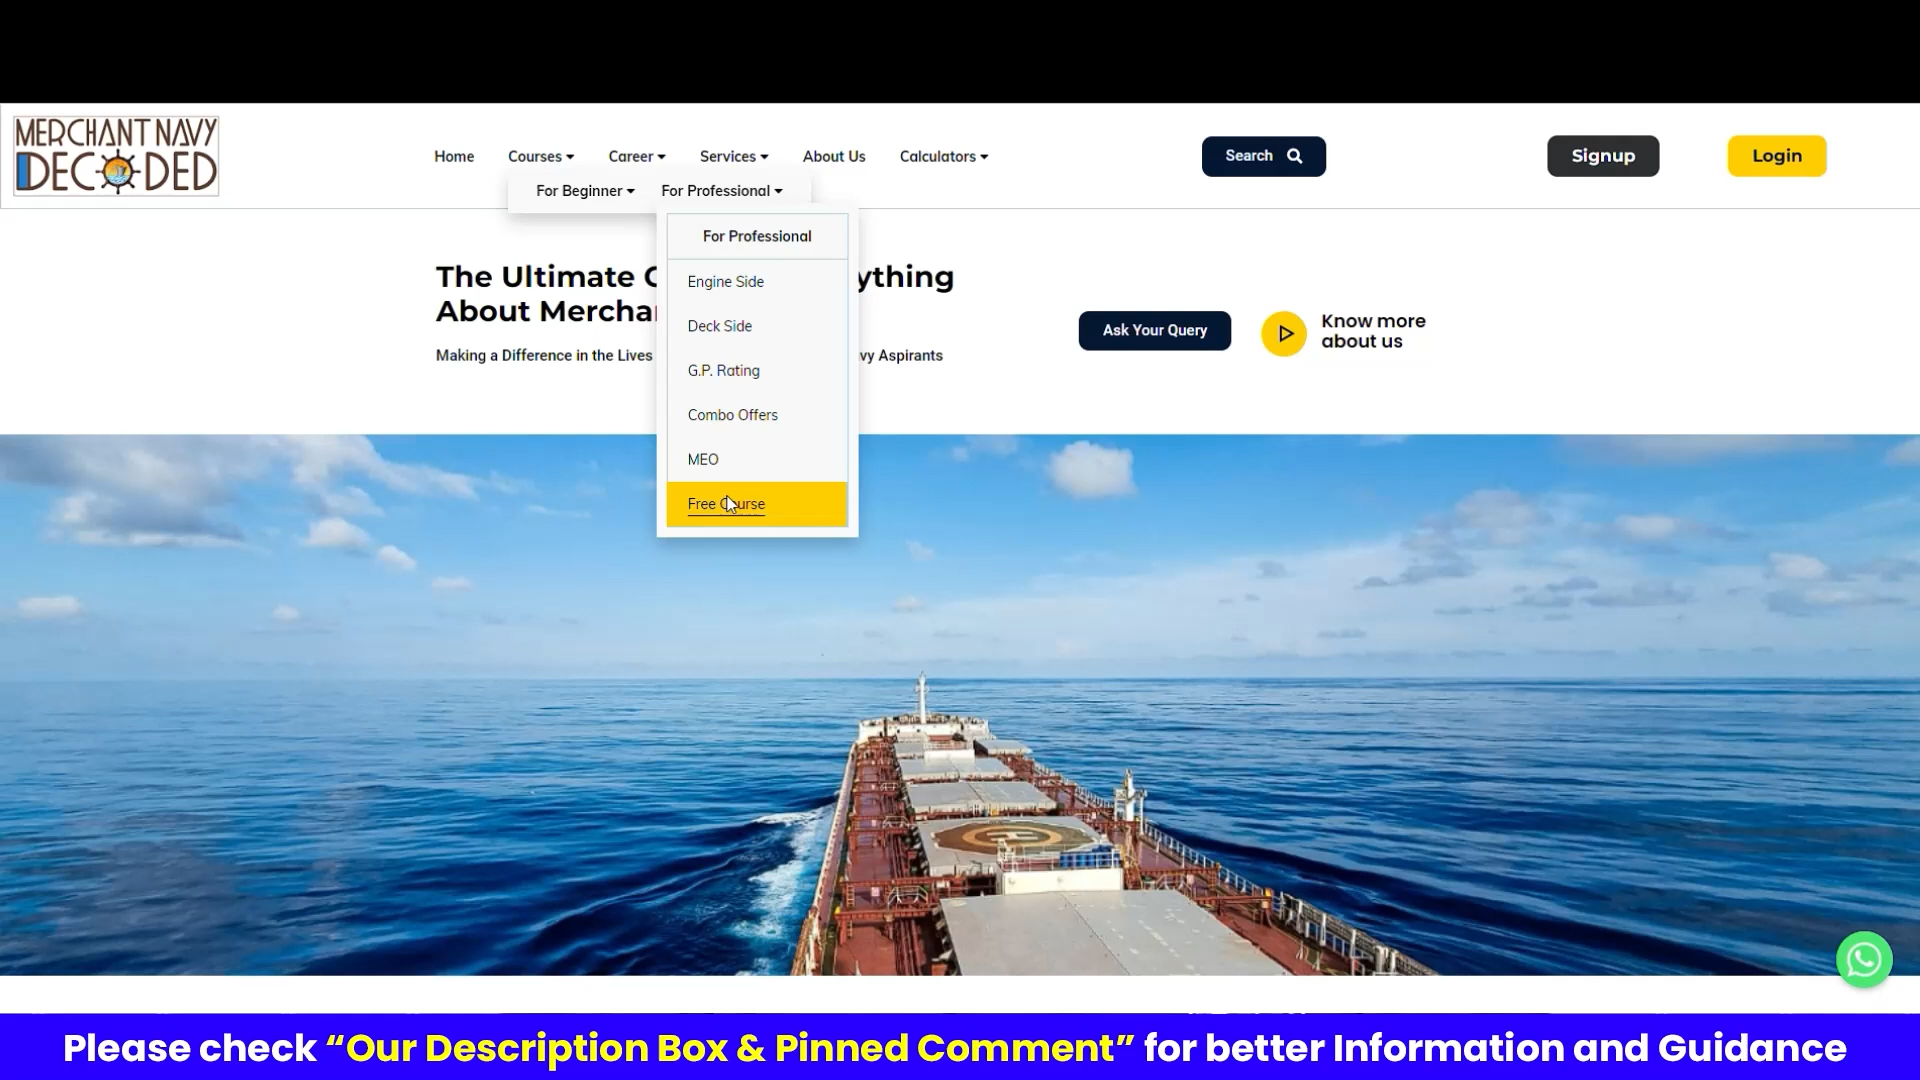 MERCHANT NAVY
DECODED
Home
Courses
Career
Services
About Us
Calculators
Search
Signup
Login
For Beginner
For Professional
For Professional
Engine Side
Deck Side
G.P. Rating
Combo Offers
MEO
Free Course
The Ultimate
ything
About Mercha
Making a Difference in the Lives
vy Aspirants
Ask Your Query
Know more
about us
Please check “Our Description Box & Pinned Comment” for better Information and Guidance